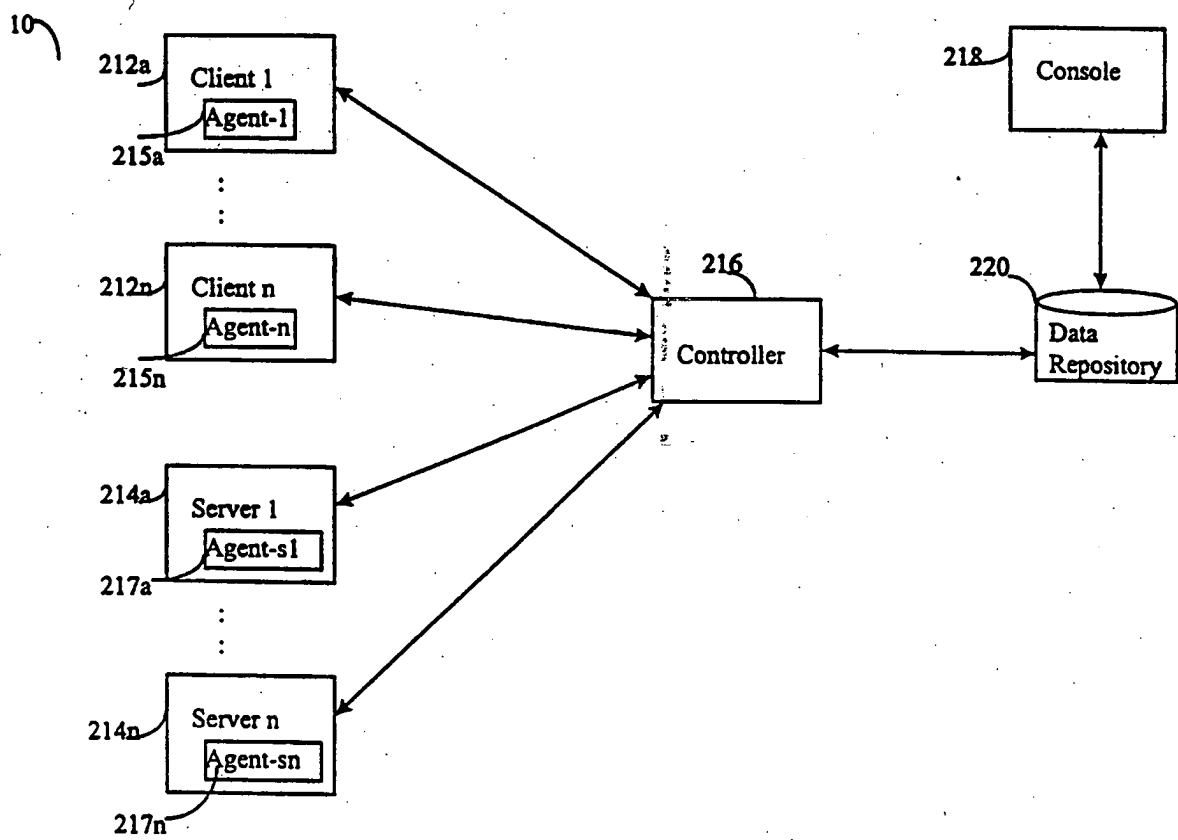 10
212a
Client 1
Agent-1
215a
212n
Client n
Agent-n
215n
214a
Server 1
Agent-s1
217a
214n
Server n
Agent-sn
217n
216
Controller
218
Console
220
Data
Repository